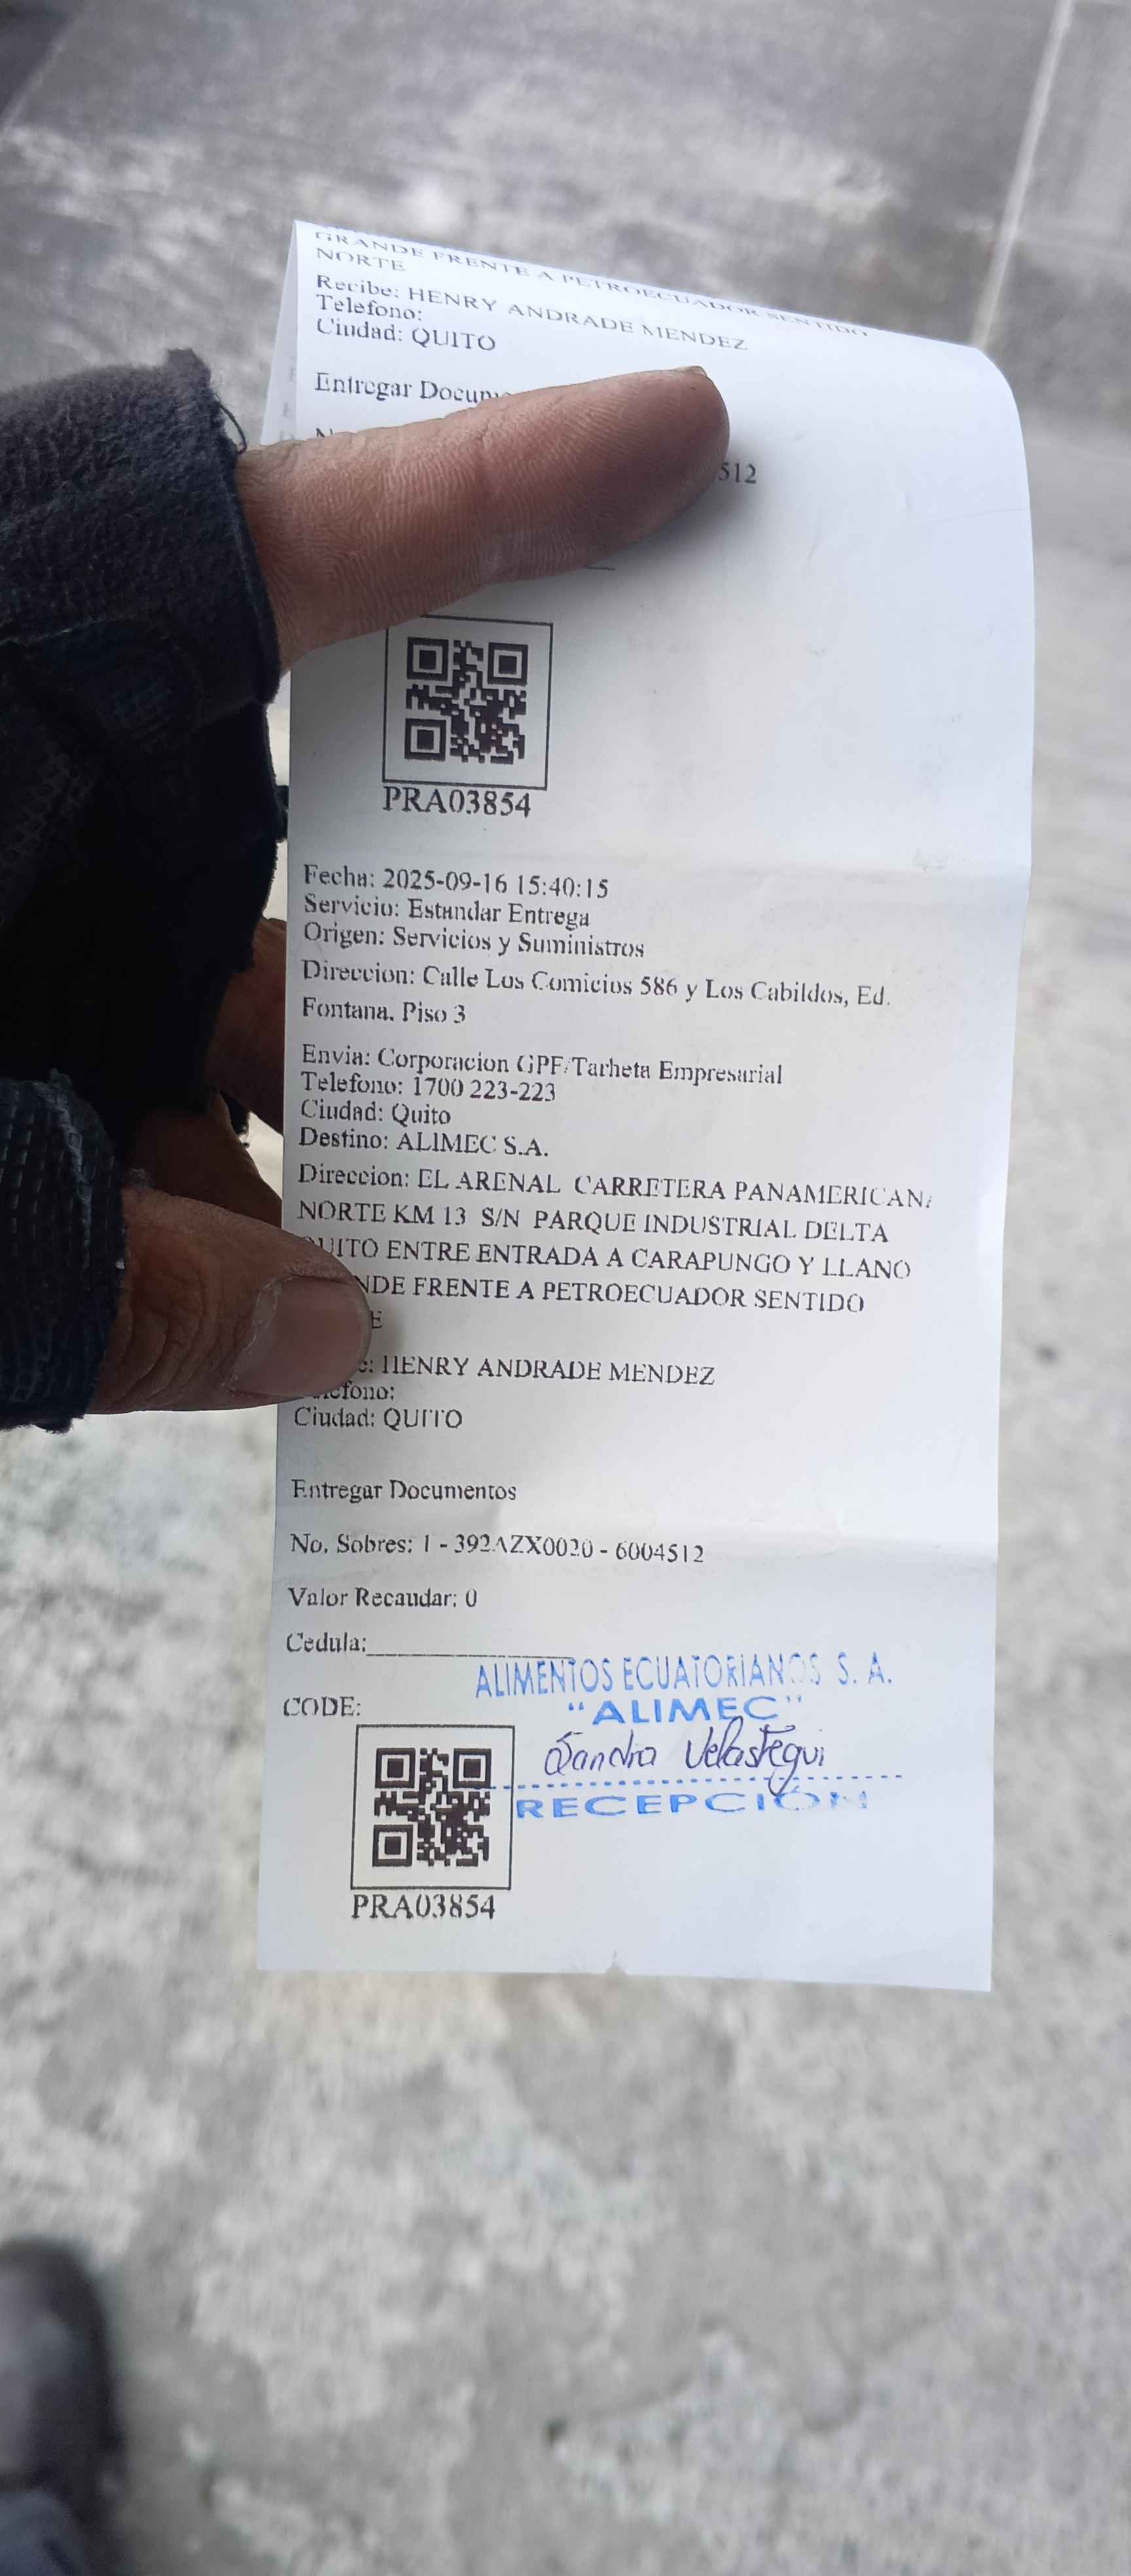 GRANDE FRENTE A PETROECUADOR SENTIDO
NORTE
Recibe: HENRY ANDRADE MENDEZ
Telefono:
Ciudad: QUITO
Entregar
512
PRA03854
Fecha: 2025-09-16 15:40:15
Servicio: Estandar Entrega
Origen: Servicios y Suministros
Direccion: Calle Los Comicios 586 y Los Cabildos, Ed.
Fontana, Piso 3
Envia: Corporacion GPF/Tarheta Empresarial
Telefono: 1700 223-223
Ciudad: Quito
Destino: ALIMEC S.A.
Direccion: EL ARENAL CARRETERA PANAMERICANA
NORTE KM 13 S/N PARQUE INDUSTRIAL DELTA
QUITO ENTRE ENTRADA A CARAPUNGO Y LLANO
NDE FRENTE A PETROECUADOR SENTIDO
E
e: HENRY ANDRADE MENDEZ
Telefono:
Ciudad: QUITO
Entregar Documentos
No. Sobres: 1 - 392AZX0020 - 6004512
Valor Recaudar: 0
Cedula:
ALIMENTOS ECUATORIANOS S. A.
"ALIMEC"
CODE:
Sandra Velastegui
RECEPCIÓN
PRA03854